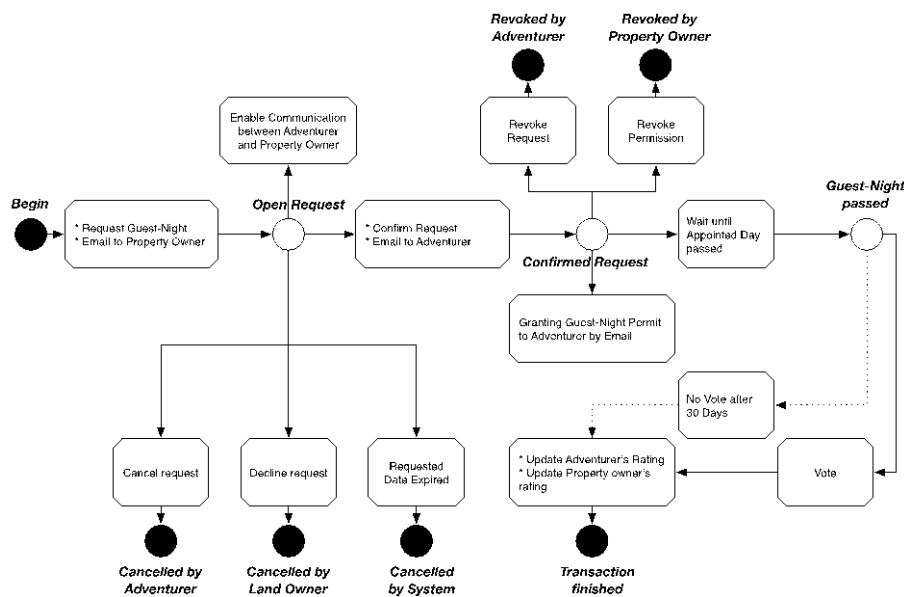 Revoked by
Adventurer
Revoked by
Property Owner
Enable Communication
between Adventurer
and Property Owner
Revoke
Request
Revoke
Permission
Begin
Open Request
Guest-Night
passed
* Request Guest-Night
* Email to Property Owner
* Confirm Request
* Email to Adventurer
Wait until
Appointed Day
passed
Confirmed Request
Granting Guest-Night Permit
to Adventurer by Email
No Vote after
30 Days
Cancel request
Decline request
Requested
Date Expired
* Update Adventurer's Rating
* Update Property owner's
rating
Vote
Cancelled by
Adventurer
Cancelled by
Land Owner
Cancelled
by System
Transaction
finished